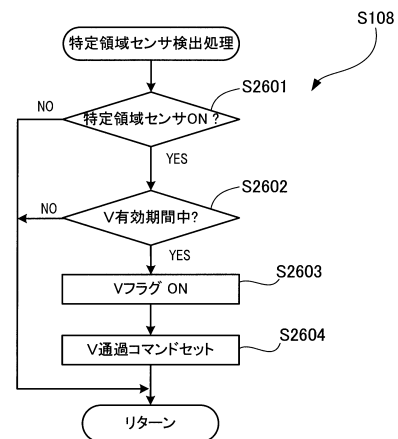 S108
特定領域センサ検出処理
S2601
特定領域センサON?
NO
YES
S2602
V有効期間中?
NO
YES
S2603
Vフラグ ON
S2604
V通過コマンドセット
リターン